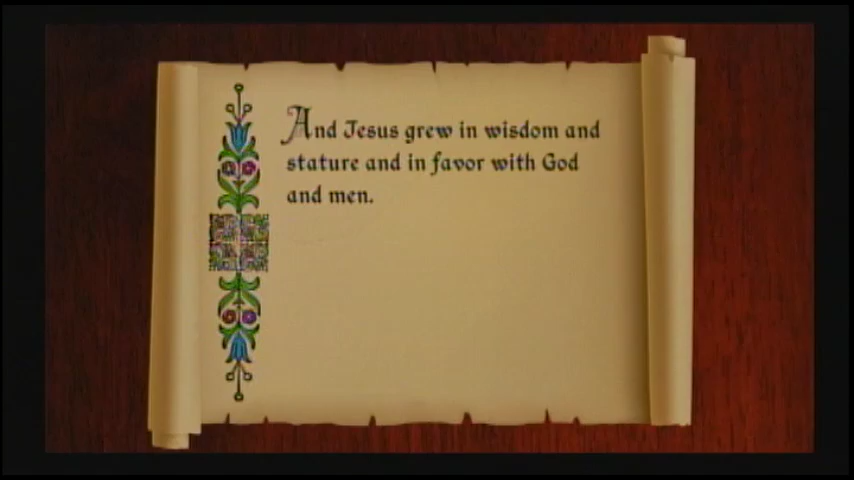 And Jesus grew in wisdom and
stature and in favor with God
and men.